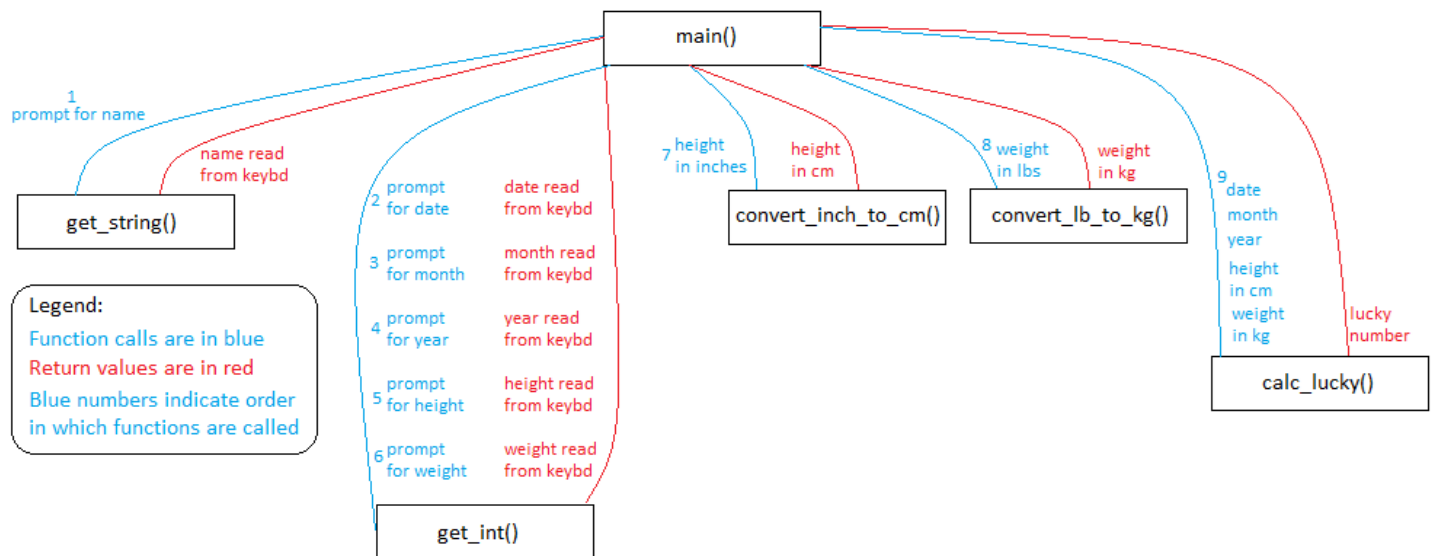 main()
1
prompt for name
name read
from keybd
get_string()
2 prompt
for date
date read
from keybd
3 prompt
for month
month read
from keybd
4 prompt
for year
year read
from keybd
5 prompt
for height
height read
from keybd
6 prompt
for weight
weight read
from keybd
get_int()
7 height
in inches
height
in cm
convert_inch_to_cm()
8 weight
in lbs
weight
in kg
convert_lb_to_kg()
9
date
month
year
height
in cm
weight
in kg
lucky
number
calc_lucky()
Legend:
Function calls are in blue
Return values are in red
Blue numbers indicate order
in which functions are called